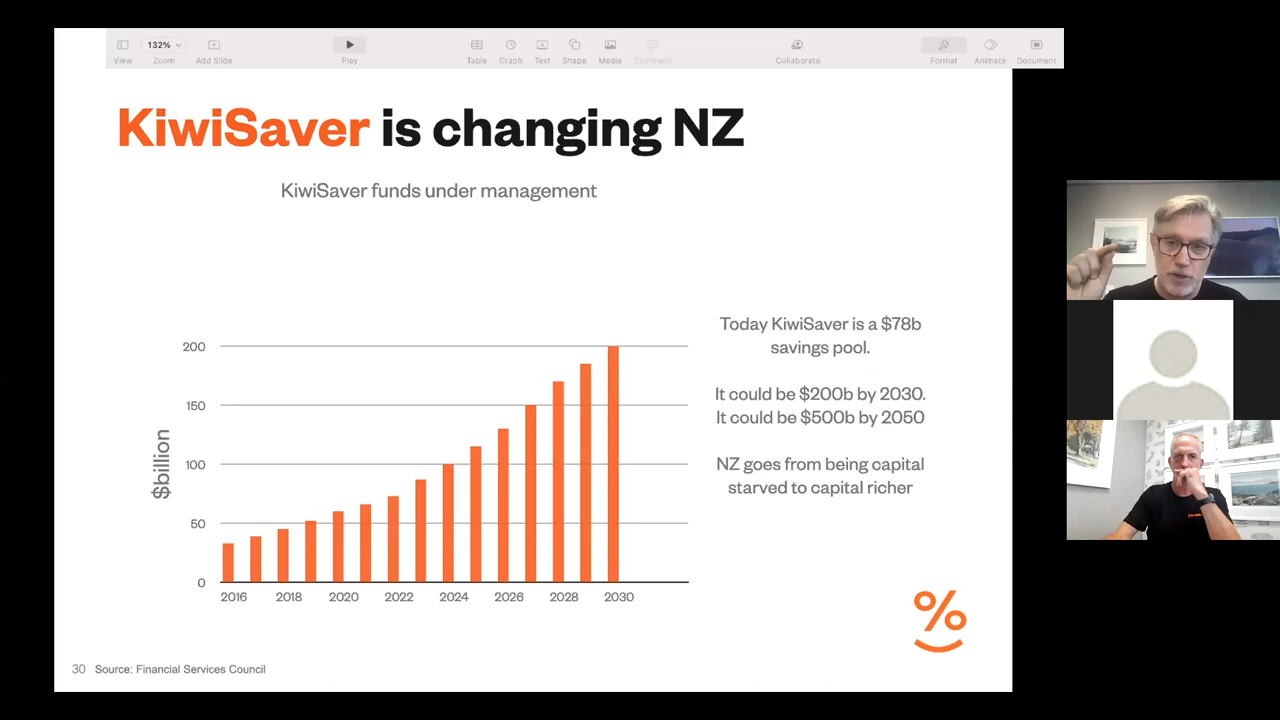 132%
View
Zoom
Add Slide
Play
Table
Graph
Text
Shape
Media
Comment
Collaborate
Format
Animate
Document
KiwiSaver is changing NZ
KiwiSaver funds under management
$billion
200
150
100
50
0
2016
2018
2020
2022
2024
2026
2028
2030
Today KiwiSaver is a $78b
savings pool.
It could be $200b by 2030.
It could be $500b by 2050
NZ goes from being capital
starved to capital richer
%
30 Source: Financial Services Council